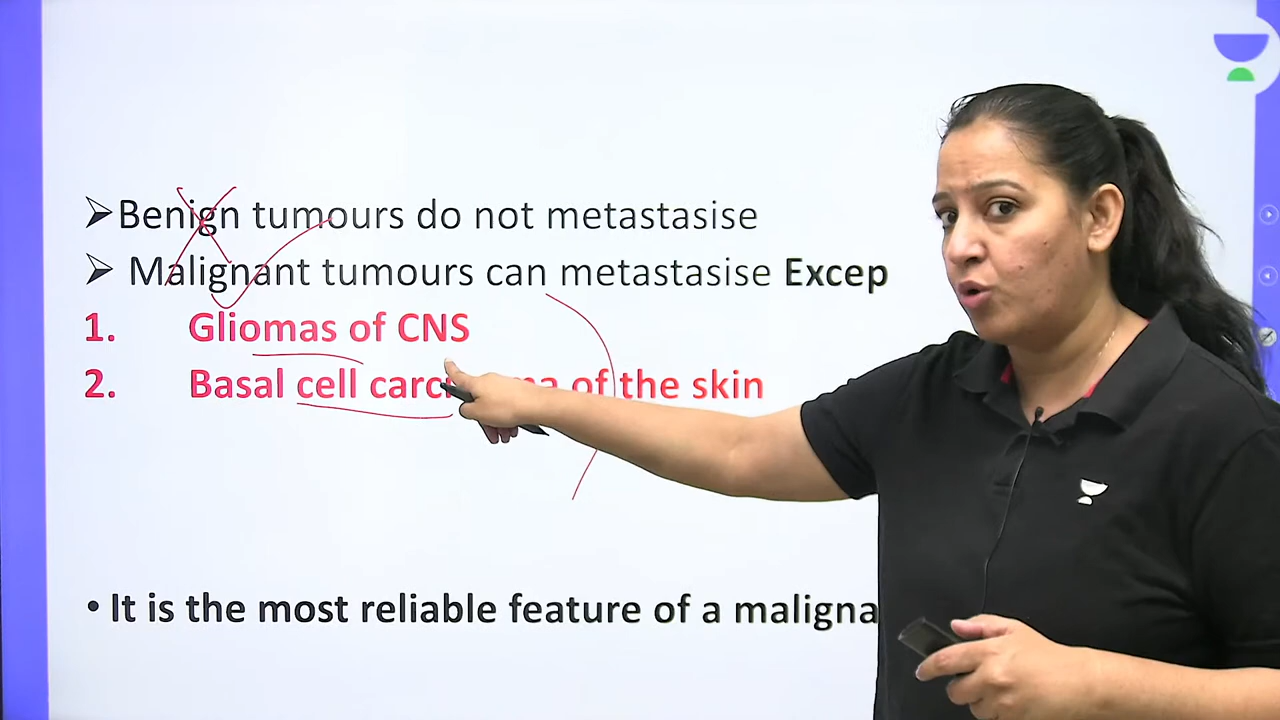 ➤Benign tumours do not metastasise
➤ Malignant tumours can metastasise Excep
1. Gliomas of CNS
2. Basal cell carc ma of the skin
• It is the most reliable feature of a maligna